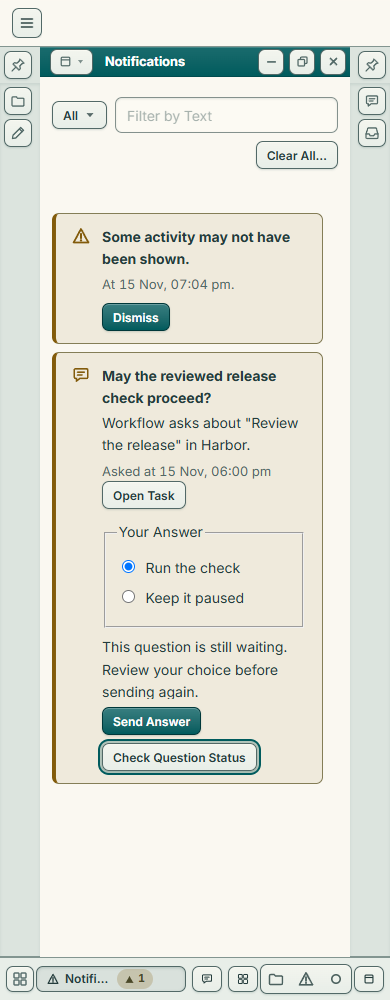 Notifications
All
Filter by Text
Clear All...
Some activity may not have
been shown.
At 15 Nov, 07:04 pm.
Dismiss
May the reviewed release
check proceed?
Workflow asks about "Review
the release" in Harbor.
Asked at 15 Nov, 06:00 pm
Open Task
Your Answer
Run the check
Keep it paused
This question is still waiting.
Review your choice before
sending again.
Send Answer
Check Question Status
Notifi... 1